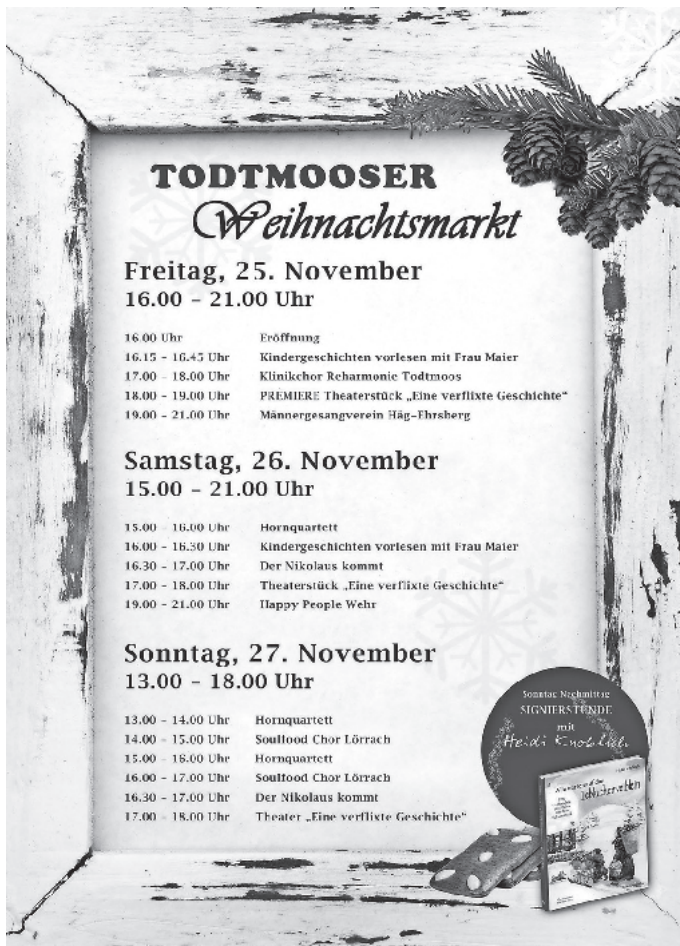 TODTMOOSER
Weihnachtsmarkt
Freitag, 25. November
16.00 – 21.00 Uhr
16.00 Uhr Eröffnung
16.15 – 16.45 Uhr Kindergeschichten vorlesen mit Frau Maier
17.00 – 18.00 Uhr Klinikchor Reharmonie Todtmoos
18.00 – 19.00 Uhr PREMIERE Theaterstück „Eine verflixte Geschichte“
19.00 – 21.00 Uhr Männergesangverein Häg-Ehrsberg
Samstag, 26. November
15.00 – 21.00 Uhr
15.00 – 16.00 Uhr Hornquartett
16.00 – 16.30 Uhr Kindergeschichten vorlesen mit Frau Maier
16.30 – 17.00 Uhr Der Nikolaus kommt
17.00 – 18.00 Uhr Theaterstück „Eine verflixte Geschichte“
19.00 – 21.00 Uhr Happy People Wehr
Sonntag, 27. November
13.00 – 18.00 Uhr
13.00 – 14.00 Uhr Hornquartett
14.00 – 15.00 Uhr Soulfood Chor Lörrach
15.00 – 16.00 Uhr Hornquartett
16.00 – 17.00 Uhr Soulfood Chor Lörrach
16.30 – 17.00 Uhr Der Nikolaus kommt
17.00 – 18.00 Uhr Theater „Eine verflixte Geschichte“
Sonntag Nachmittag
SIGNIERSTUNDE
mit
Heidi Knoblich